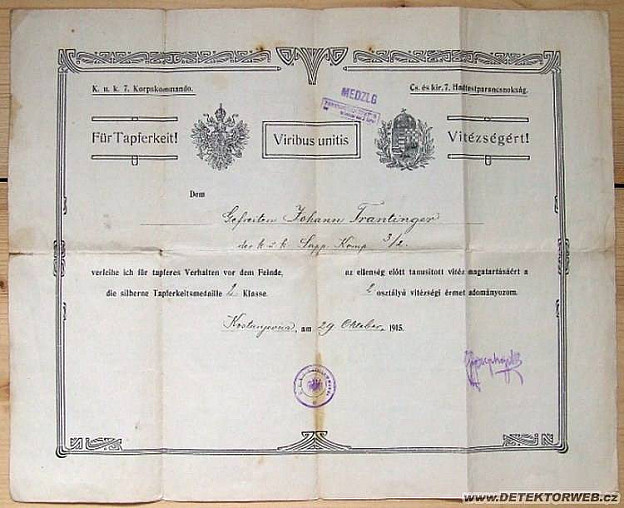 K. u. k. 7. Korpskommando.
Cs. és kir. 7. Hadtestparancsnokság.
MEDZLG
Für Tapferkeit!
Viribus unitis
Vitézségért!
Dem
Gefreiten Johann Frantinger
der k. u. k. Sapp. Komp. 3/2.
verleihe ich für tapferes Verhalten vor dem Feinde,
die silberne Tapferkeitsmedaille 2 Klasse.
az ellenség előtt tanusított vitéz magatartásáért a
2 osztályú vitézségi érmet adományozom.
Kostanjevica, am 29 Oktober, 1915.
www.DETEKTORWEB.cz